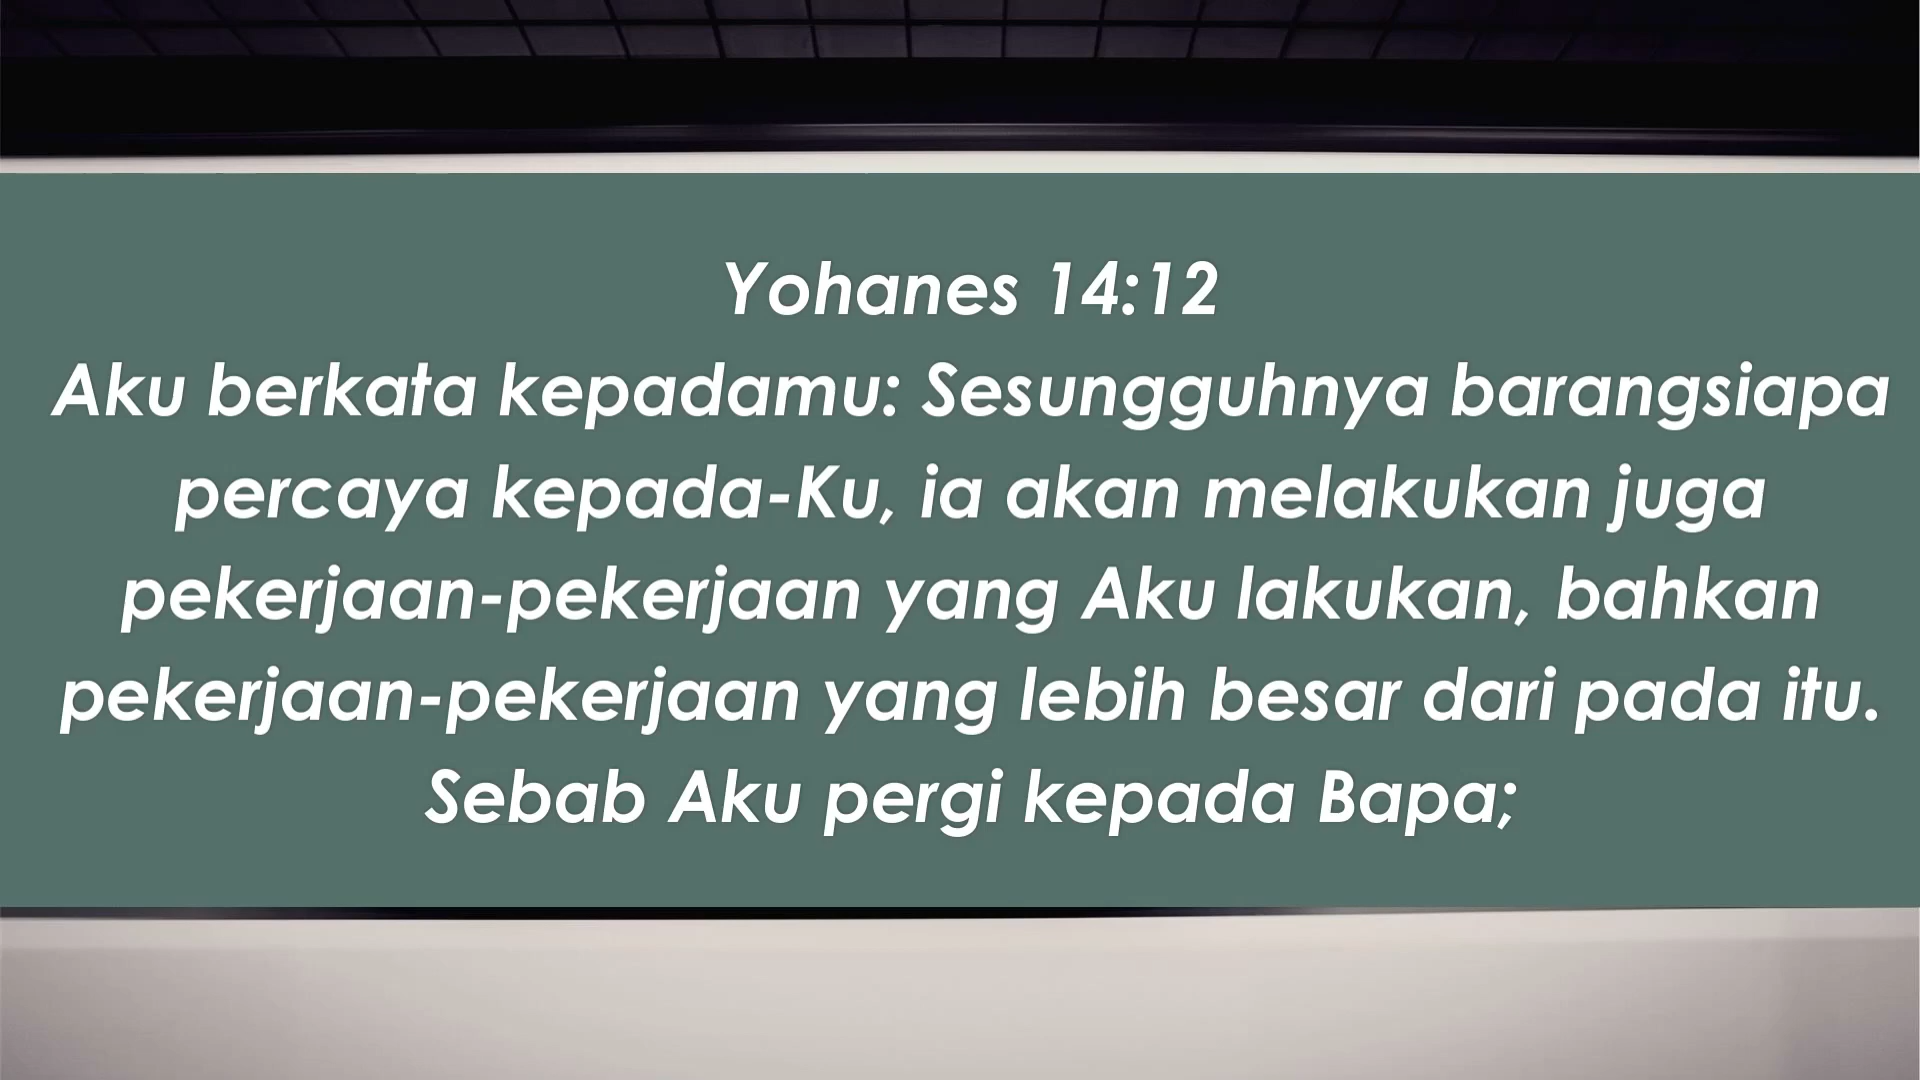 Yohanes 14:12
Aku berkata kepadamu: Sesungguhnya barangsiapa
percaya kepada-Ku, ia akan melakukan juga
pekerjaan-pekerjaan yang Aku lakukan, bahkan
pekerjaan-pekerjaan yang lebih besar dari pada itu.
Sebab Aku pergi kepada Bapa;